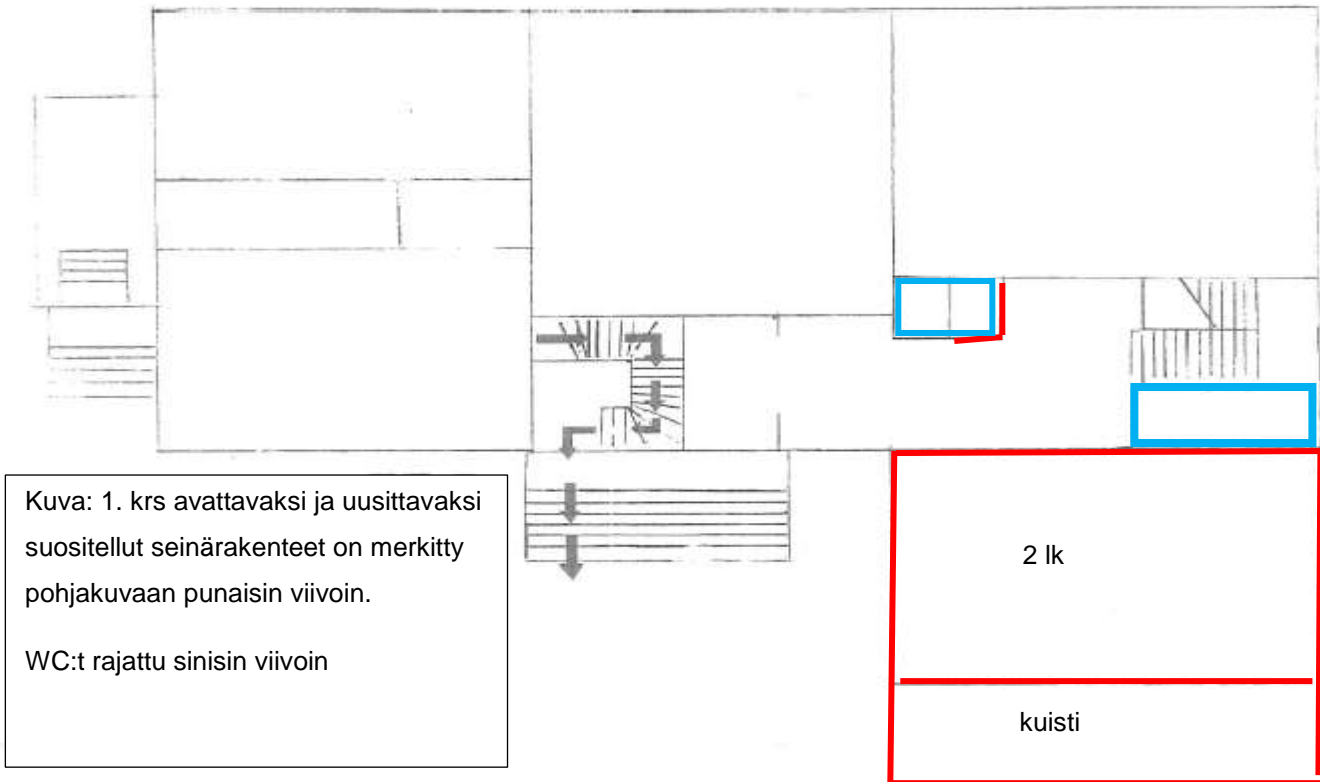 Kuva: 1. krs avattavaksi ja uusittavaksi
suositellut seinärakenteet on merkitty
pohjakuvaan punaisin viivoin.
WC:t rajattu sinisin viivoin
2 lk
kuisti